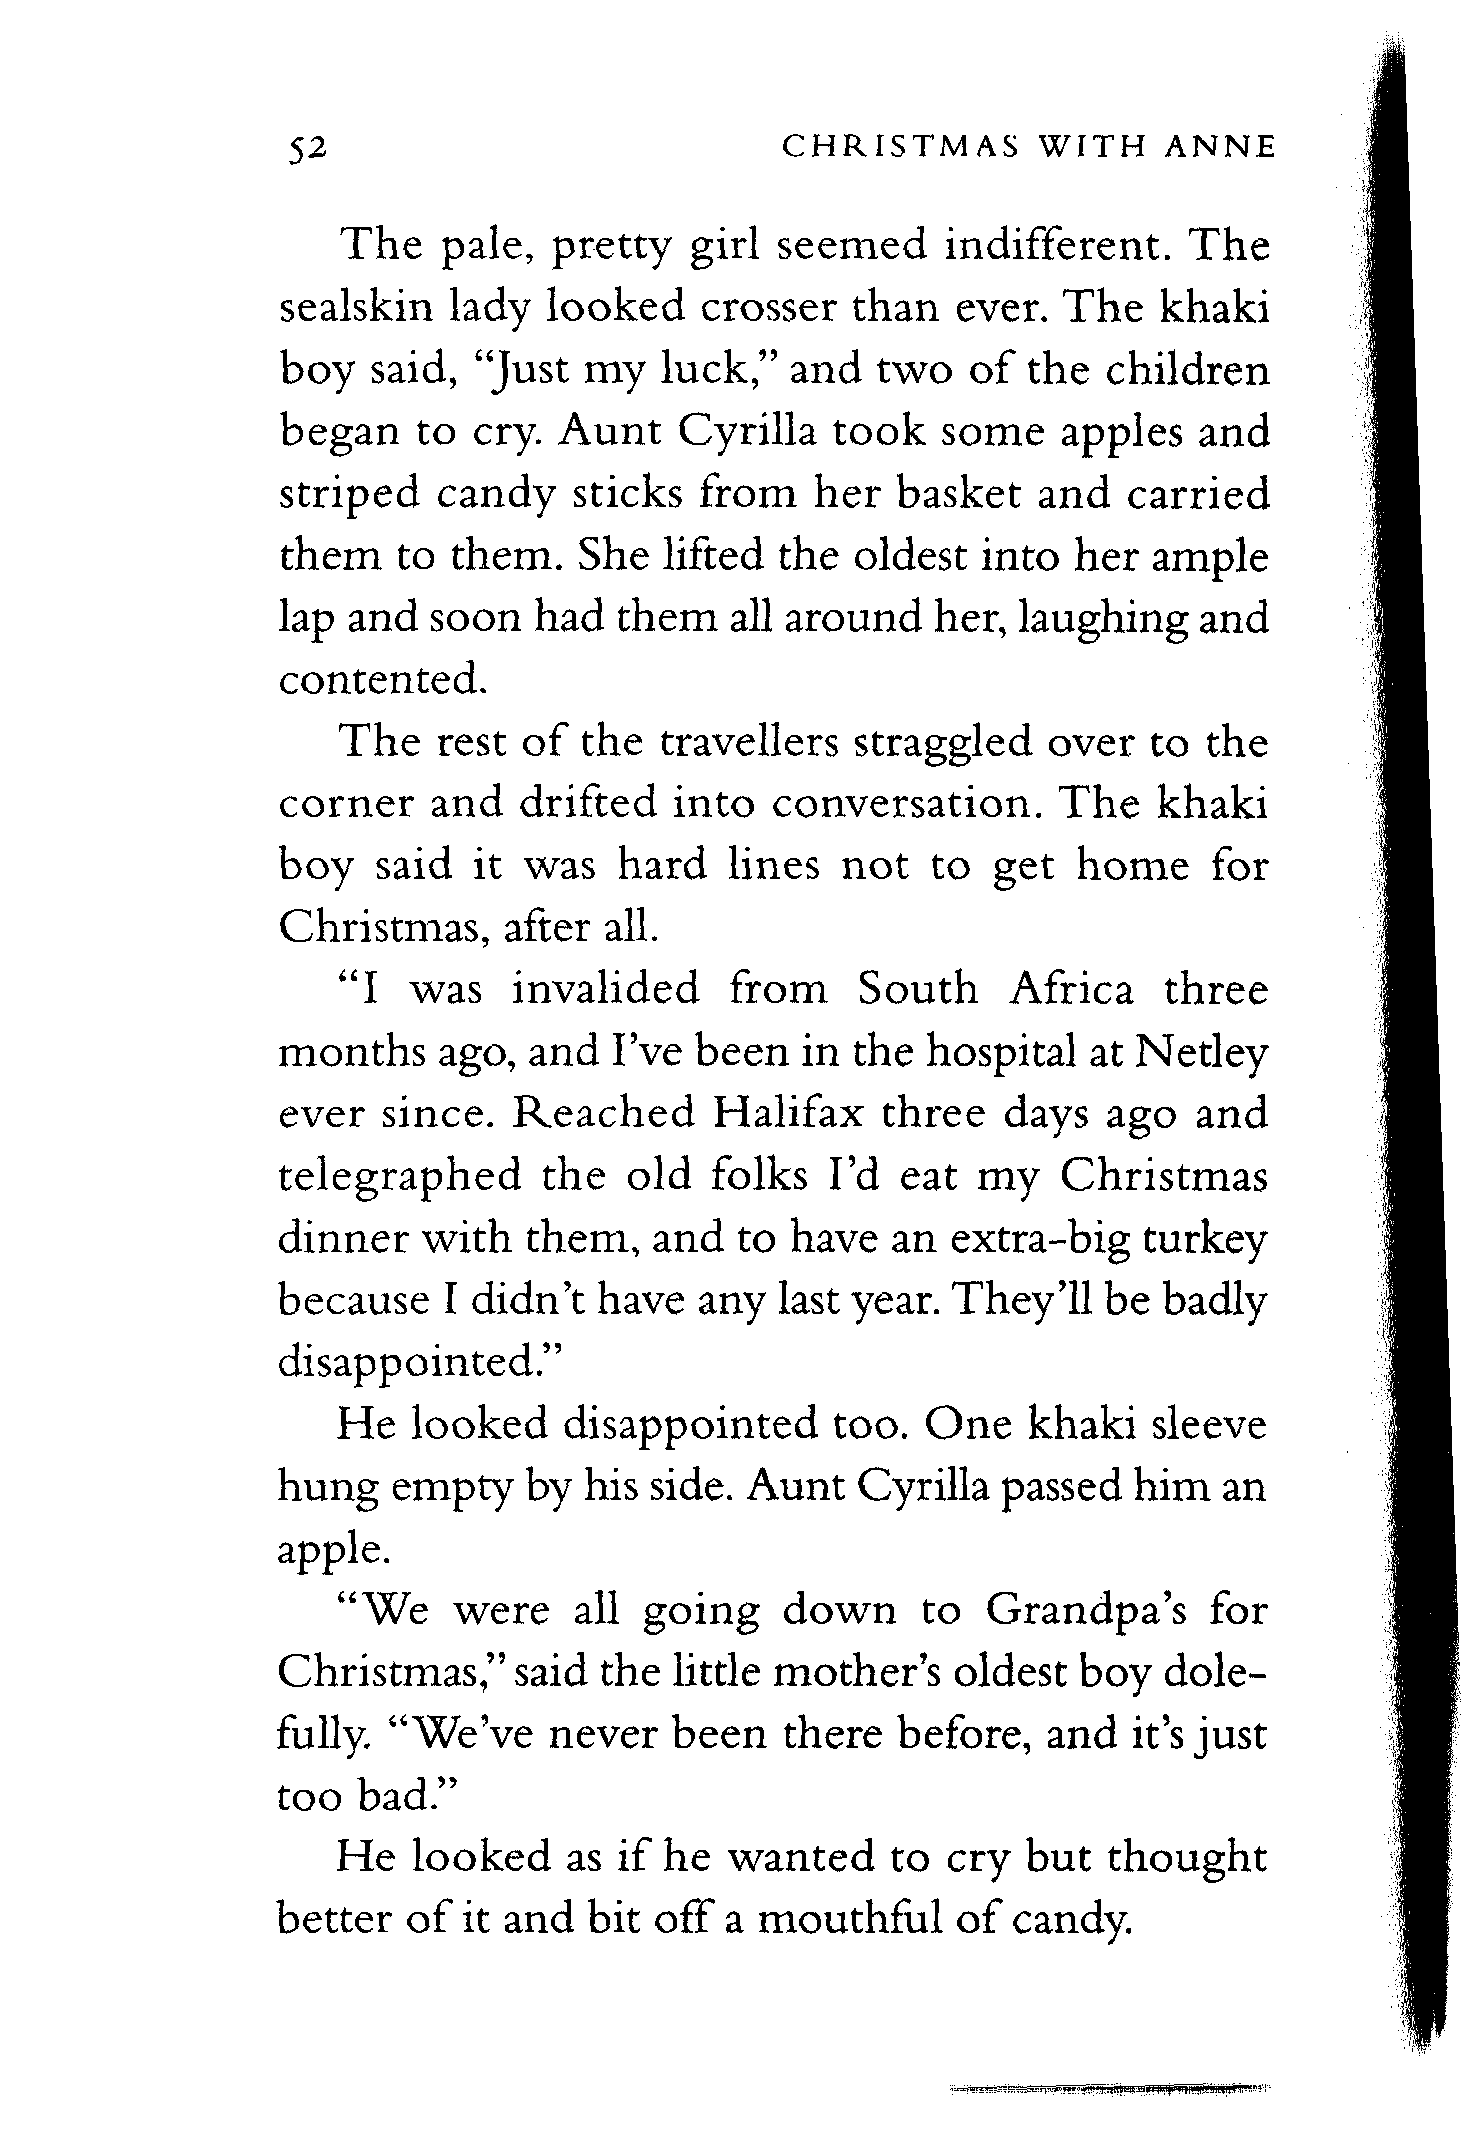 52 CHRISTMAS WITH ANNE
The pale, pretty girl seemed indifferent. The
sealskin lady looked crosser than ever. The khaki
boy said, “Just my luck,” and two of the children
began to cry. Aunt Cyrilla took some apples and
striped candy sticks from her basket and carried
them to them. She lifted the oldest into her ample
lap and soon had them all around her, laughing and
contented.
The rest of the travellers straggled over to the
corner and drifted into conversation. The khaki
boy said it was hard lines not to get home for
Christmas, after all.
“I was invalided from South Africa three
months ago, and I’ve been in the hospital at Netley
ever since. Reached Halifax three days ago and
telegraphed the old folks I’d eat my Christmas
dinner with them, and to have an extra-big turkey
because I didn’t have any last year. They’ll be badly
disappointed.”
He looked disappointed too. One khaki sleeve
hung empty by his side. Aunt Cyrilla passed him an
apple.
“We were all going down to Grandpa’s for
Christmas,” said the little mother’s oldest boy dole-
fully. “We’ve never been there before, and it’s just
too bad.”
He looked as if he wanted to cry but thought
better of it and bit off a mouthful of candy.